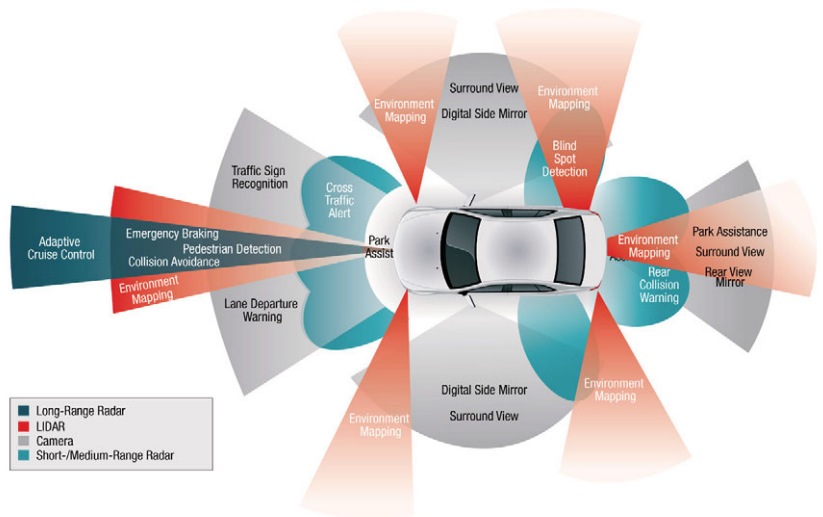 Environment
Mapping
Surround View
Digital Side Mirror
Environment
Mapping
Blind
Spot
Detection
Traffic Sign
Recognition
Cross
Traffic
Alert
Adaptive
Cruise Control
Emergency Braking
Pedestrian Detection
Collision Avoidance
Environment
Mapping
Lane Departure
Warning
Park
Assist
Environment
Mapping
Rear
Collision
Warning
Park Assistance
Surround View
Rear View
Mirror
Environment
Mapping
Digital Side Mirror
Surround View
Environment
Mapping
Long-Range Radar
LIDAR
Camera
Short-/Medium-Range Radar